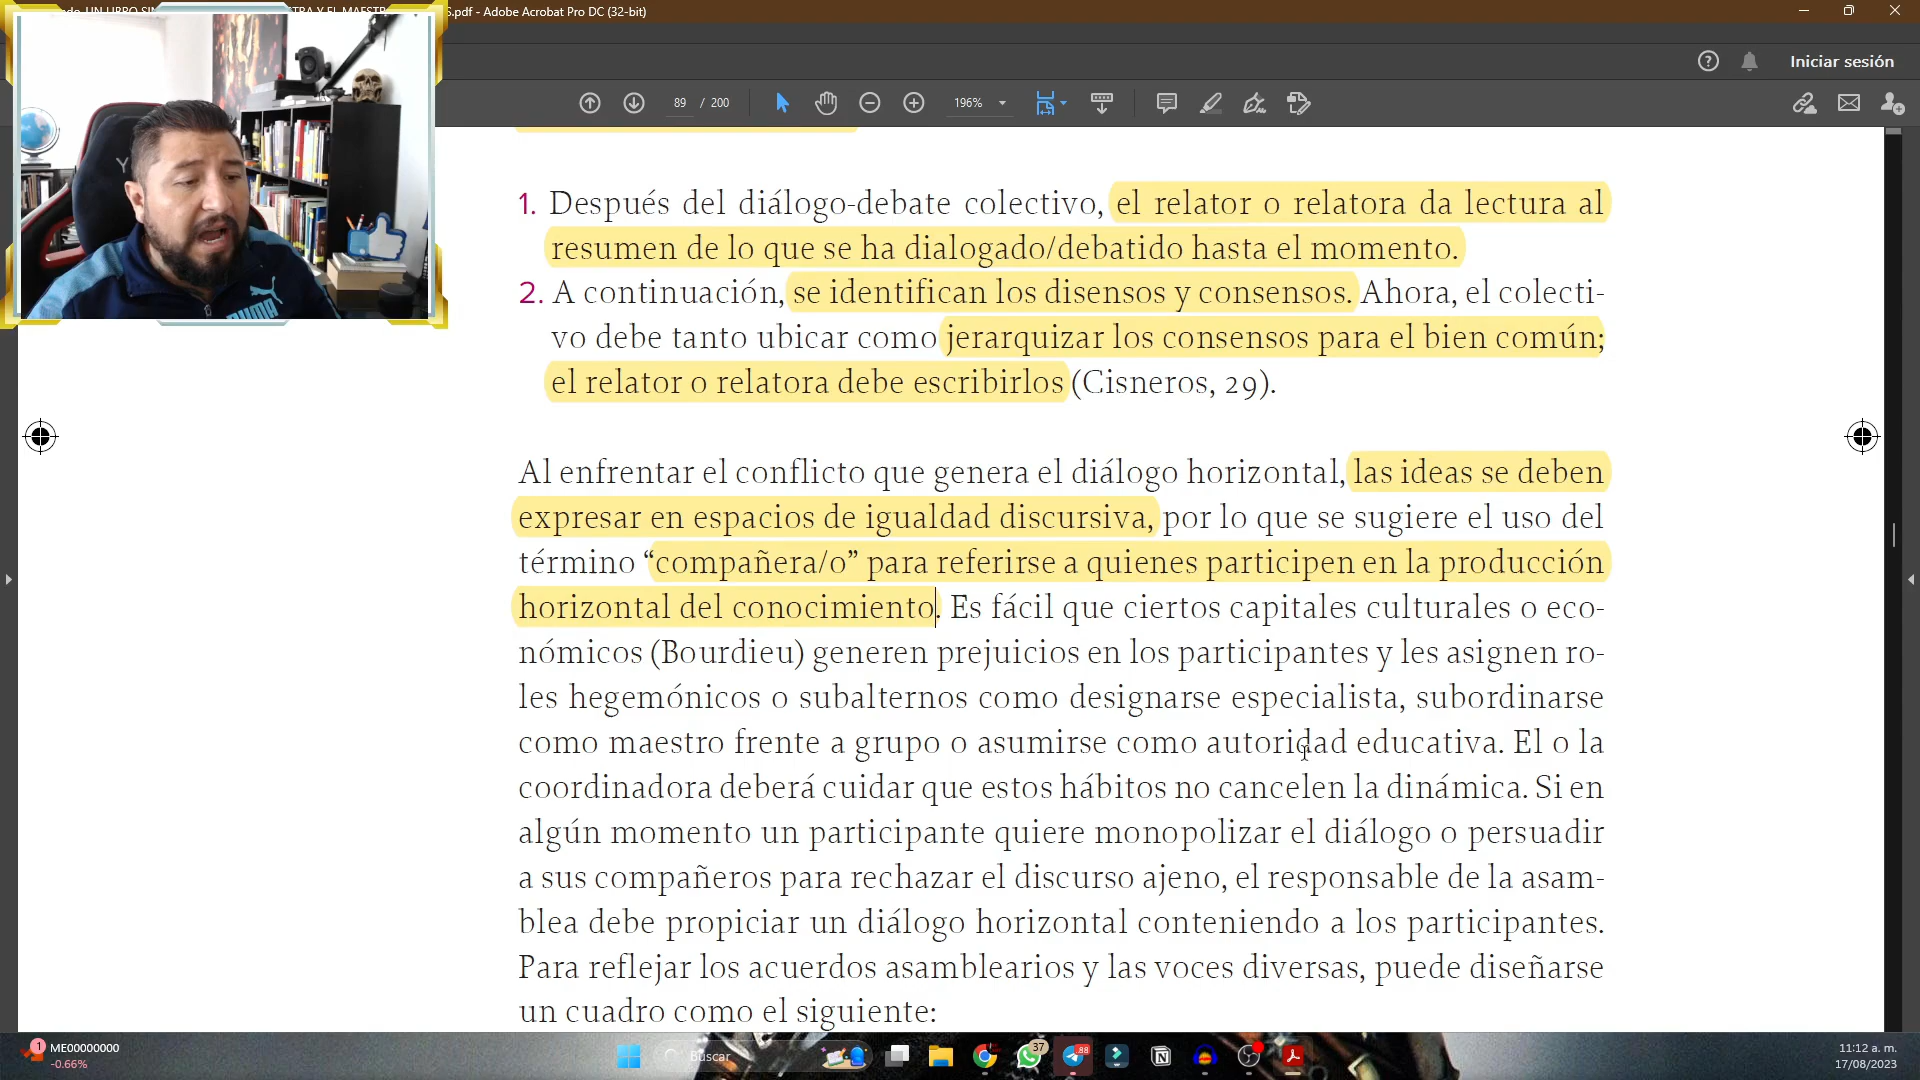 UN LIBRO SIN
TRA Y EL MAEST
S.pdf - Adobe Acrobat Pro DC (32-bit)
Iniciar sesión
89 / 200
196%
1. Después del diálogo-debate colectivo, el relator o relatora da lectura al
resumen de lo que se ha dialogado/debatido hasta el momento.
2. A continuación, se identifican los disensos y consensos. Ahora, el colecti-
vo debe tanto ubicar como jerarquizar los consensos para el bien común;
el relator o relatora debe escribirlos (Cisneros, 29).
Al enfrentar el conflicto que genera el diálogo horizontal, las ideas se deben
expresar en espacios de igualdad discursiva, por lo que se sugiere el uso del
término “compañera/o” para referirse a quienes participen en la producción
horizontal del conocimiento. Es fácil que ciertos capitales culturales o eco-
nómicos (Bourdieu) generen prejuicios en los participantes y les asignen ro-
les hegemónicos o subalternos como designarse especialista, subordinarse
como maestro frente a grupo o asumirse como autoridad educativa. El o la
coordinadora deberá cuidar que estos hábitos no cancelen la dinámica. Si en
algún momento un participante quiere monopolizar el diálogo o persuadir
a sus compañeros para rechazar el discurso ajeno, el responsable de la asam-
blea debe propiciar un diálogo horizontal conteniendo a los participantes.
Para reflejar los acuerdos asamblearios y las voces diversas, puede diseñarse
un cuadro como el siguiente:
1
ME00000000
-0.66%
Buscar
37
88
11:12 a. m.
17/08/2023
PUMA